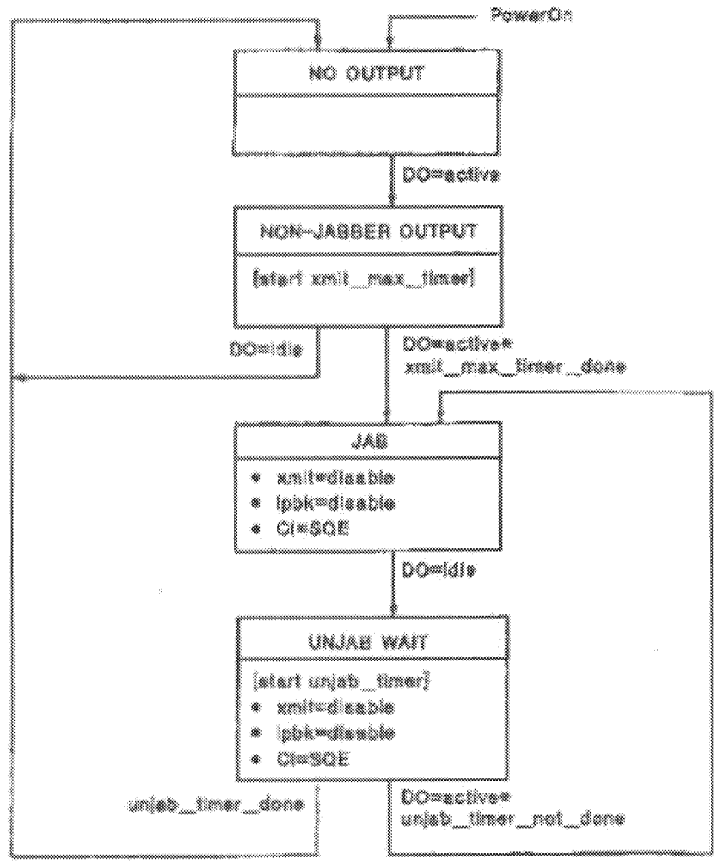 PowerOn
NO OUTPUT
DO=active
NON-JABBER OUTPUT
[start xmit_max_timer]
DO=idle
DO=active*
xmit_max_timer_done
JAB
• xmit=disable
• lpbk=disable
• CI=SQE
DO=idle
UNJAB WAIT
[start unjab_timer]
• xmit=disable
• lpbk=disable
• CI=SQE
unjab_timer_done
DO=active*
unjab_timer_not_done